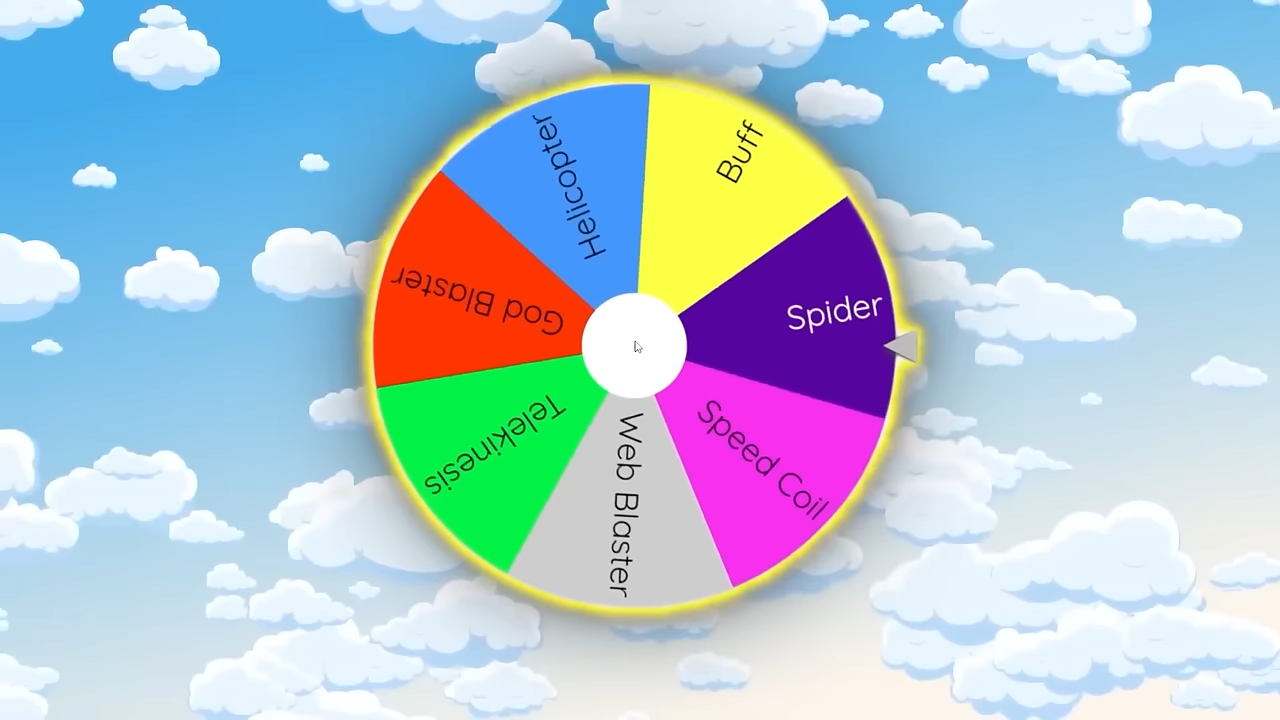 Helicopter
Buff
Spider
God Blaster
Telekinesis
Web Blaster
Speed Coil